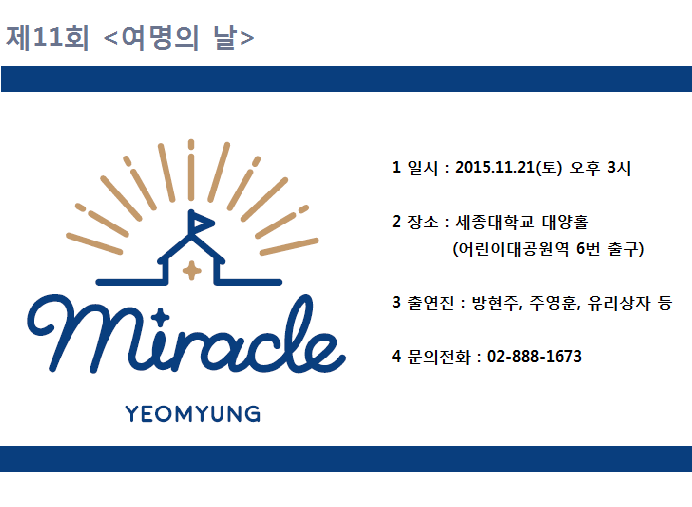 제11회 <여명의 날>
1 일시 : 2015.11.21(토) 오후 3시
2 장소 : 세종대학교 대양홀
(어린이대공원역 6번 출구)
3 출연진 : 방현주, 주영훈, 유리상자 등
4 문의전화 : 02-888-1673
Miracle
YEOMYUNG